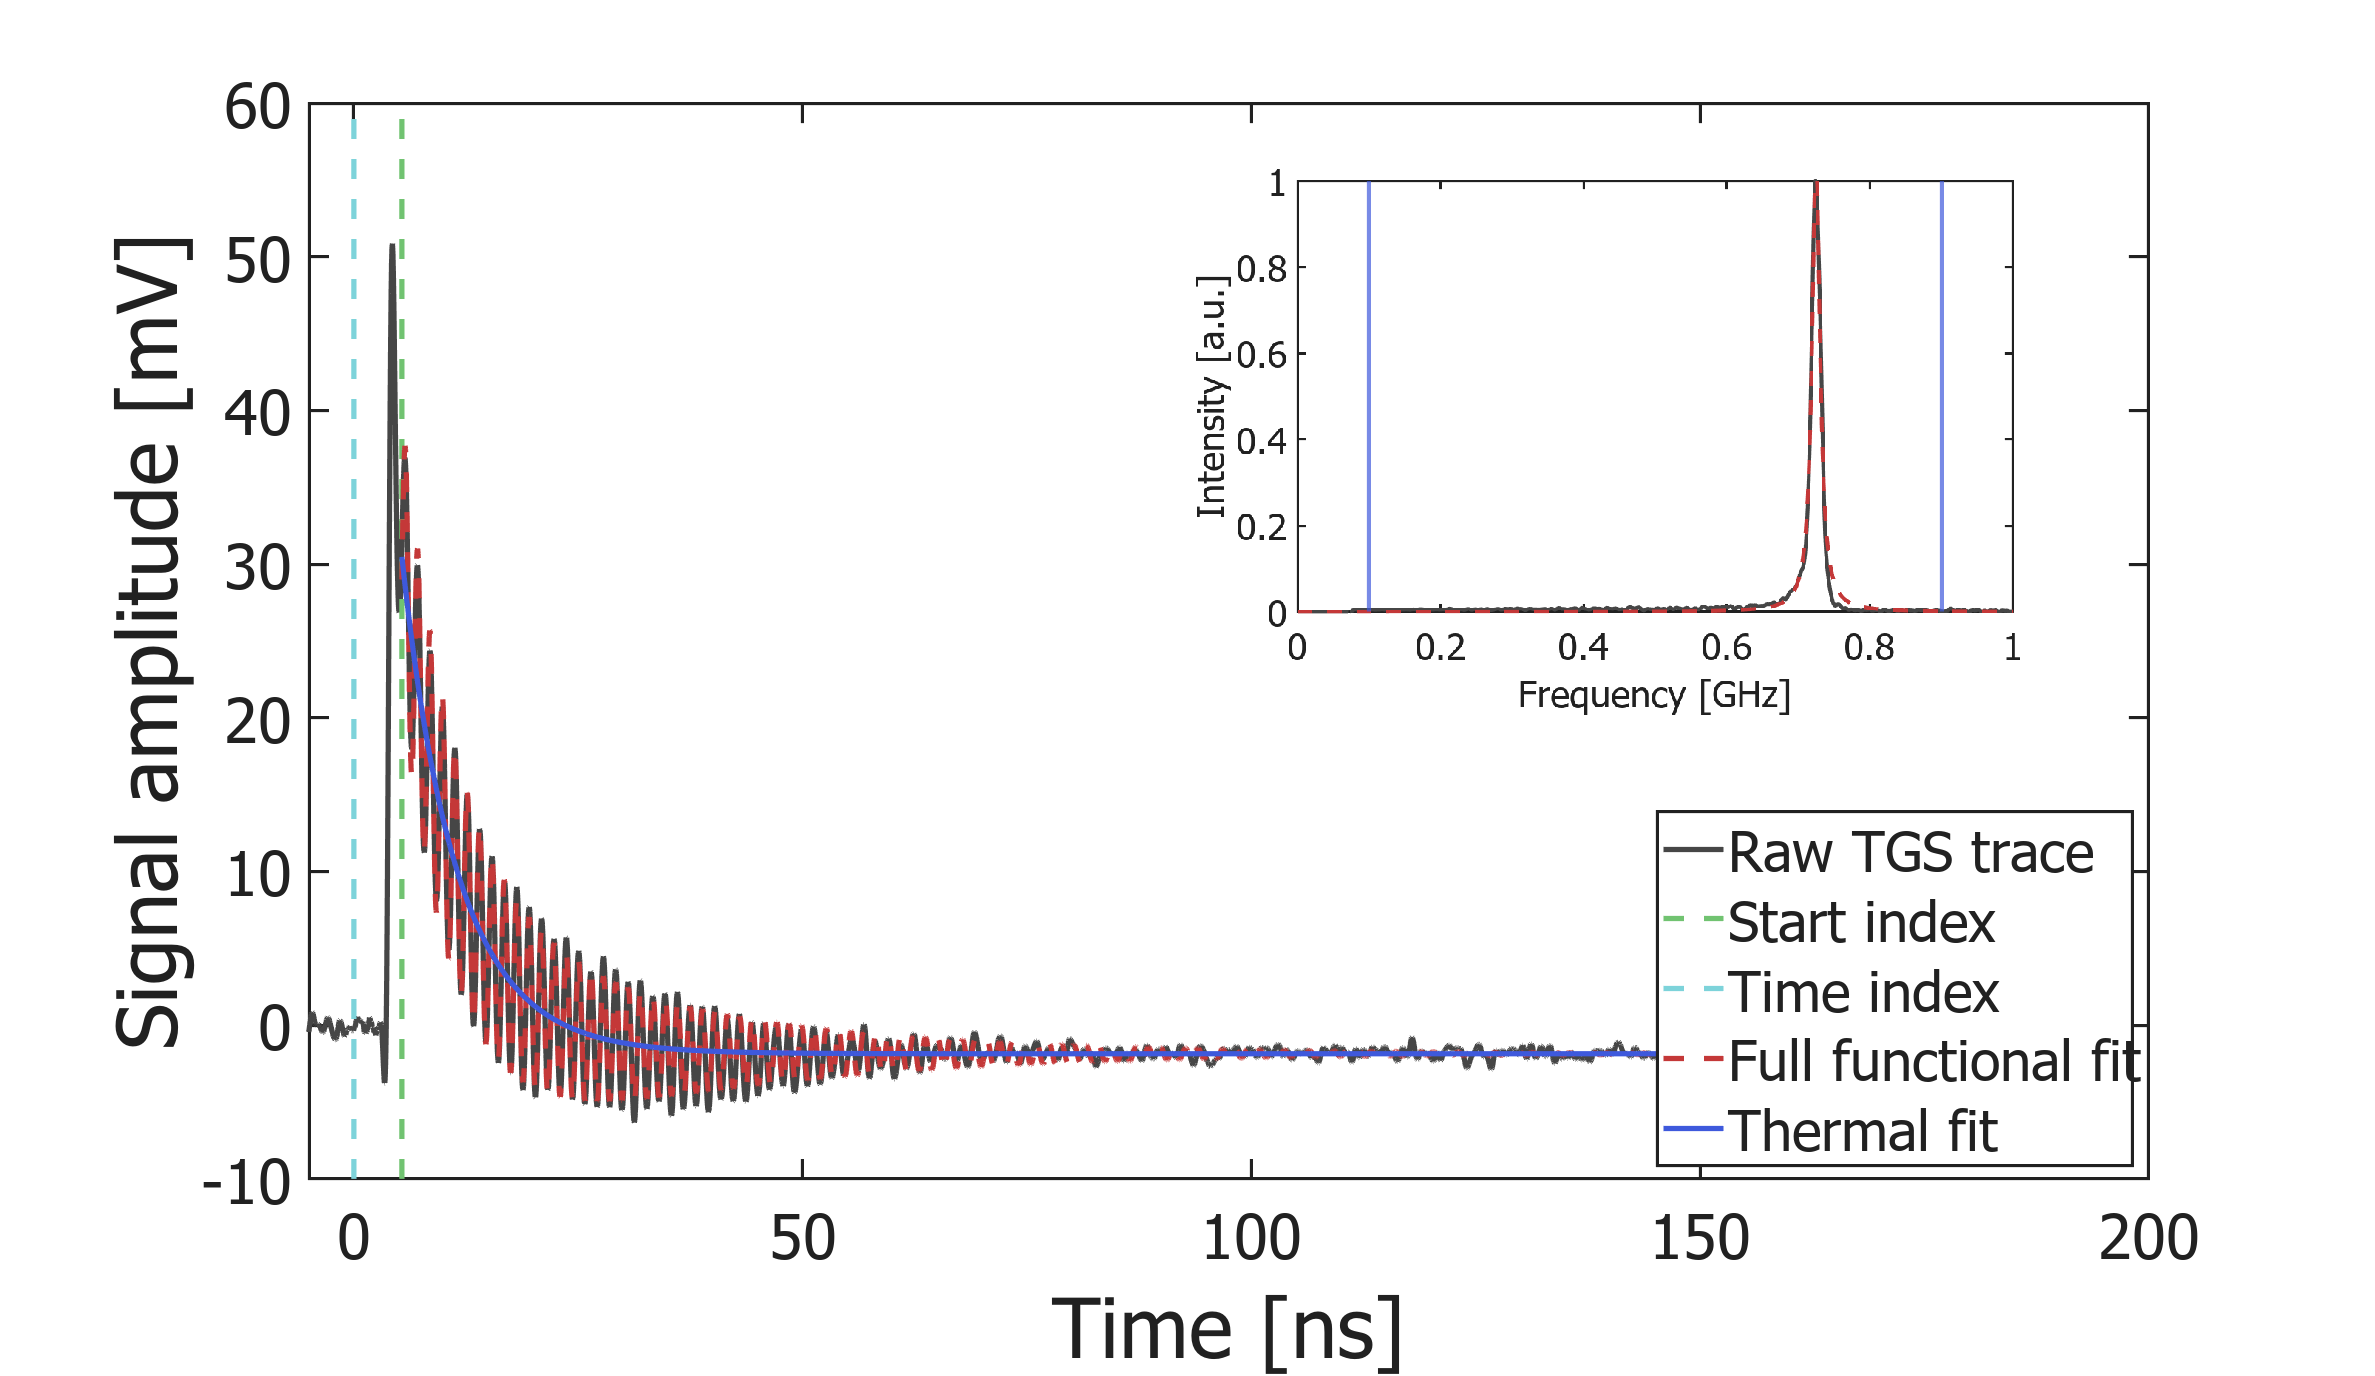 60
50
40
30
20
10
0
-10
Signal amplitude [mV]
0
50
100
150
200
Time [ns]
1
0.8
0.6
0.4
0.2
0
Intensity [a.u.]
0
0.2
0.4
0.6
0.8
1
Frequency [GHz]
Raw TGS trace
Start index
Time index
Full functional fit
Thermal fit